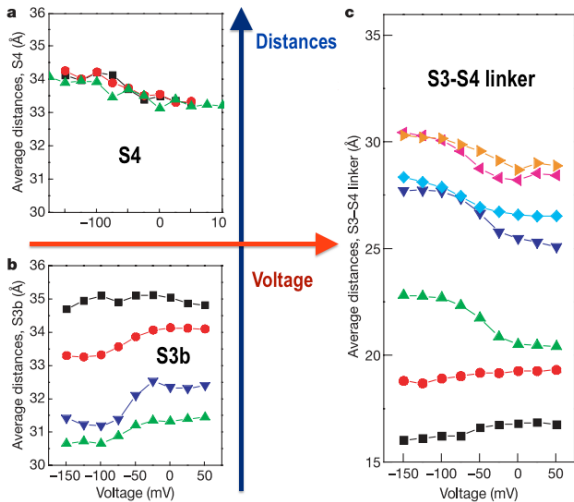 a
36
35
34
33
32
31
30
Average distances, S4 (Å)
S4
−100
0
10
Distances
Voltage
b
35
34
33
32
31
30
Average distances, S3b (Å)
S3b
−150 −100 −50 0 50
Voltage (mV)
c
35
30
25
20
15
Average distances, S3–S4 linker (Å)
S3-S4 linker
−150 −100 −50 0 50
Voltage (mV)